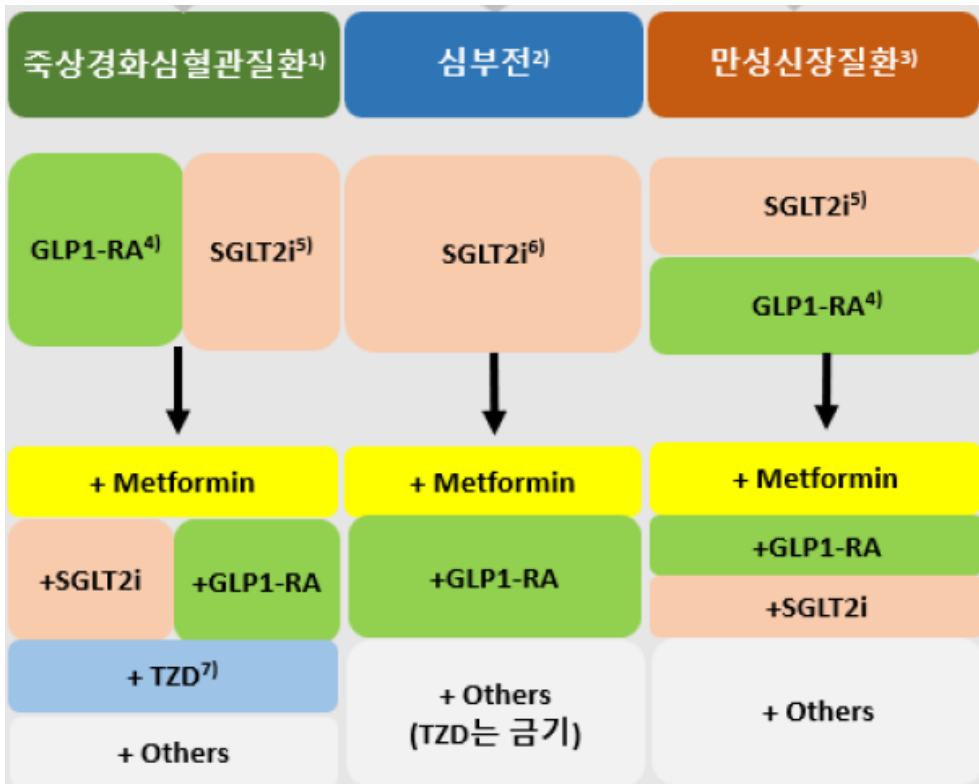 죽상경화심혈관질환1)
심부전2)
만성신장질환3)
GLP1-RA4)
SGLT2i5)
SGLT2i6)
SGLT2i5)
GLP1-RA4)
+ Metformin
+ Metformin
+ Metformin
+SGLT2i
+GLP1-RA
+GLP1-RA
+GLP1-RA
+SGLT2i
+ TZD7)
+ Others
+ Others
(TZD는 금기)
+ Others